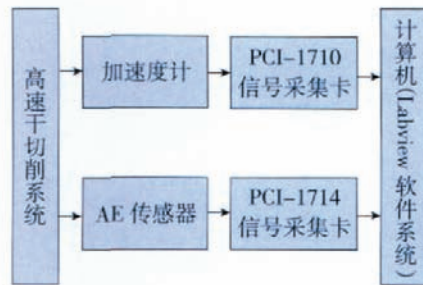 高速干切削系统
加速度计
PCI-1710
信号采集卡
AE 传感器
PCI-1714
信号采集卡
计算机(Labview 软件系统)